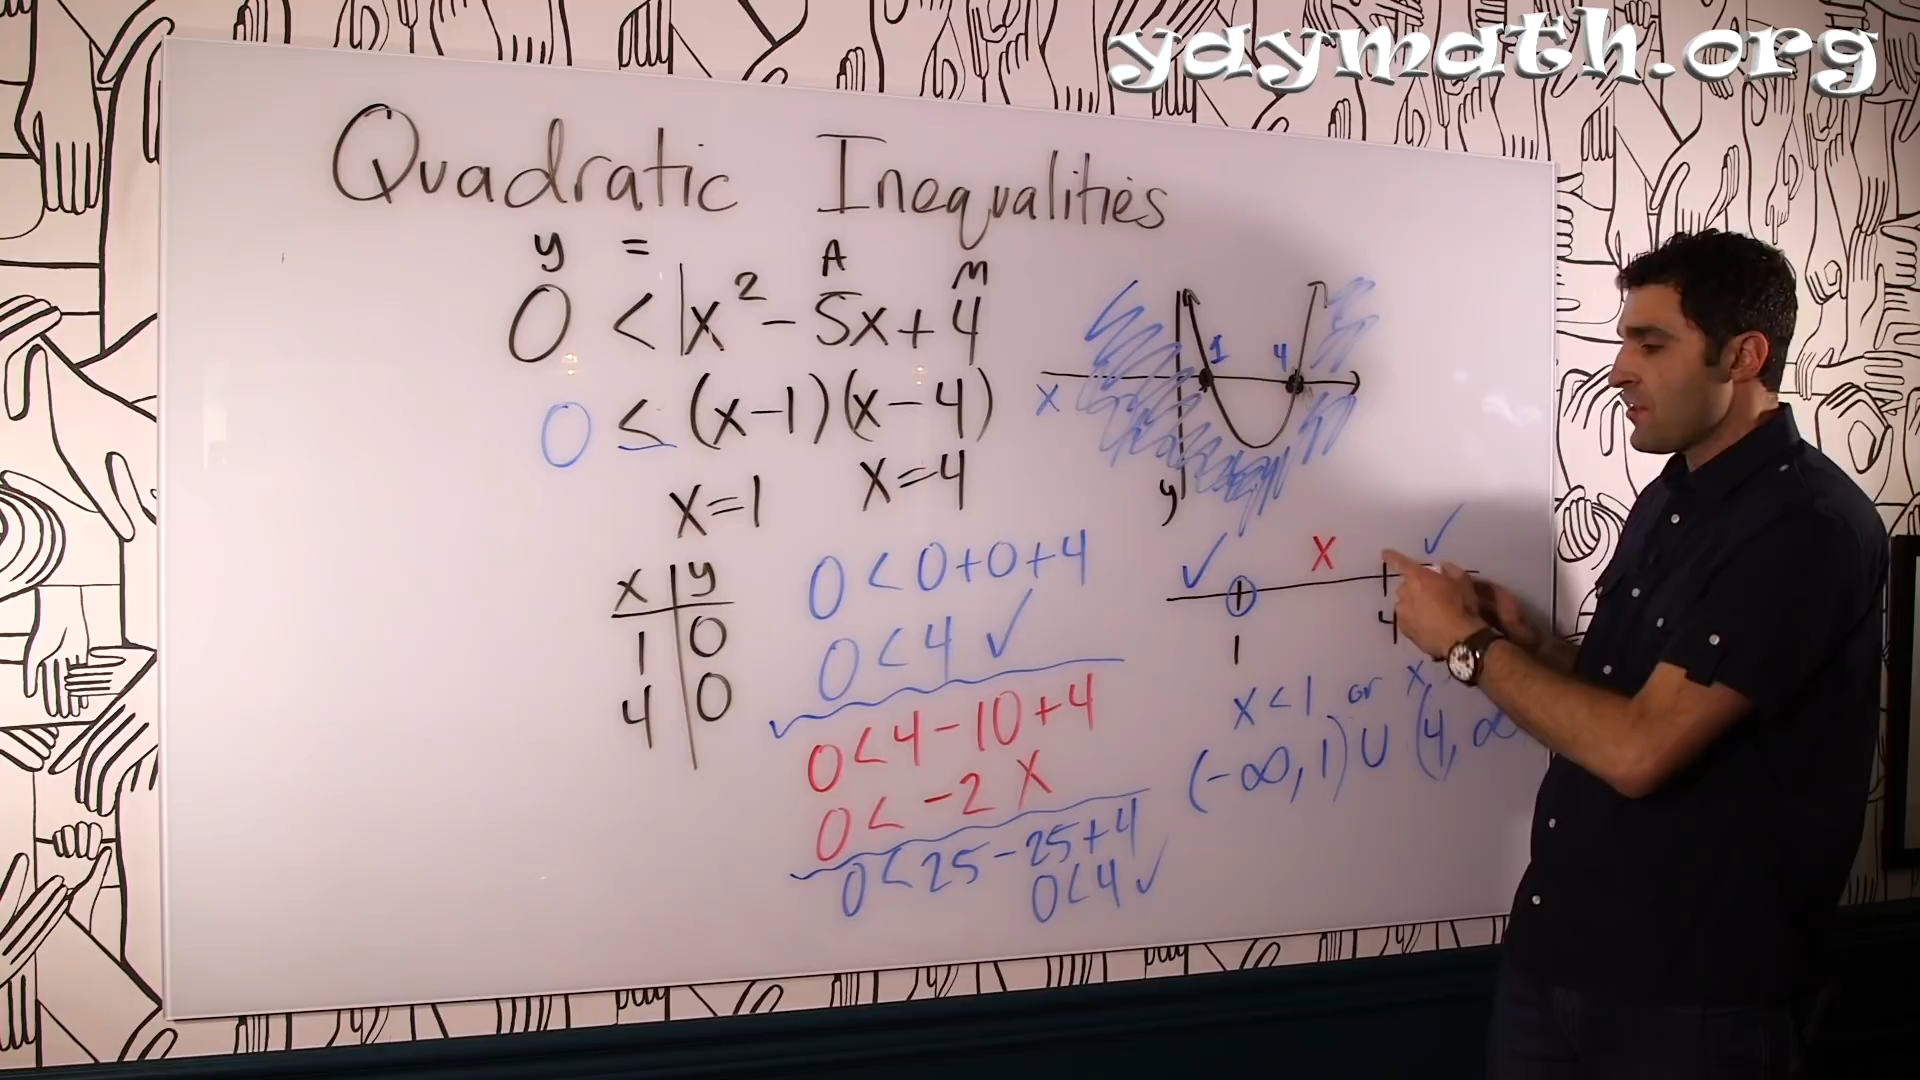 yaymath.org
Quadratic Inequalities
y =
A
M
0 < x² - 5x + 4
0 ≤ (x-1)(x-4)
x=1 x=4
x y
1 0
4 0
0 < 0+0+4
0 < 4 ✓
0 < 4 - 10 + 4
0 < -2 X
0 < 25 - 25 + 4
0 < 4 ✓
1 4
x
y
✓ X ✓
1 4
x < 1 or x
(-∞, 1) ∪ (4, ∞